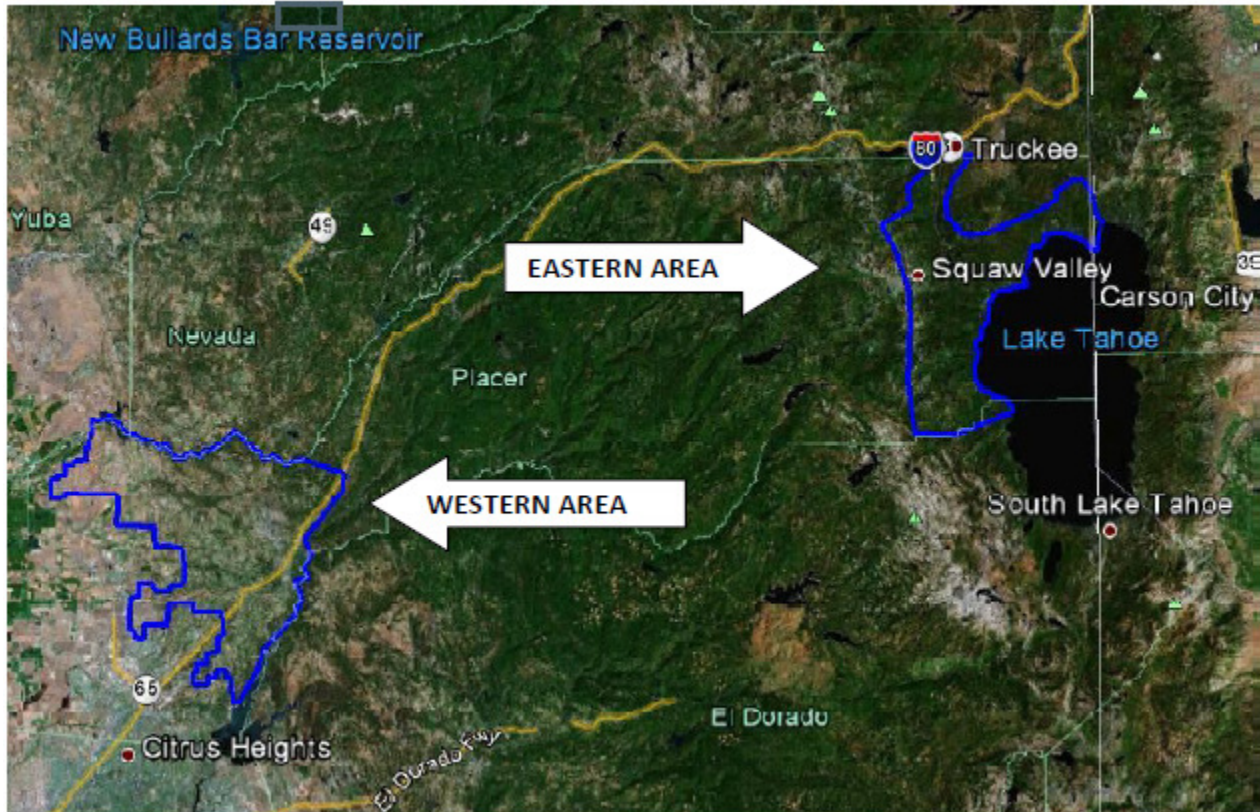 New Bullards Bar Reservoir
80
Truckee
Yuba
49
EASTERN AREA
Squaw Valley
39
Carson City
Nevada
Lake Tahoe
Placer
WESTERN AREA
South Lake Tahoe
65
El Dorado
Citrus Heights
El Dorado Fwy